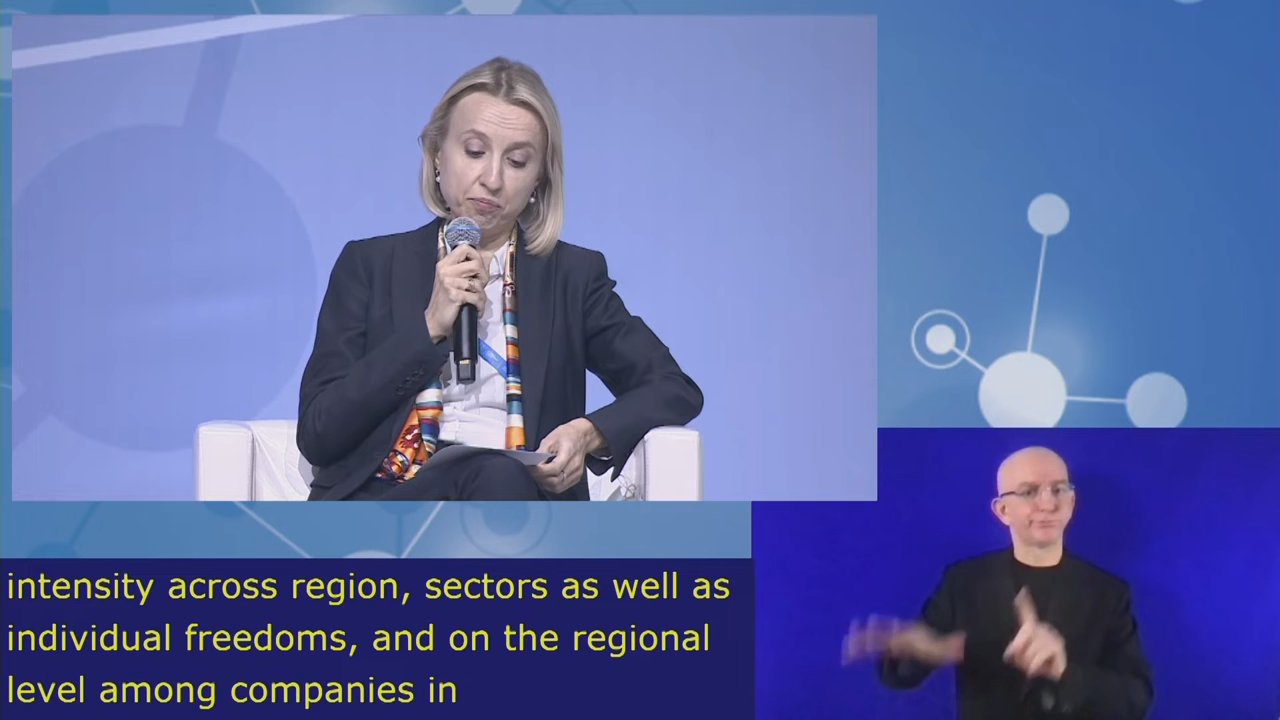 intensity across region, sectors as well as
individual freedoms, and on the regional
level among companies in